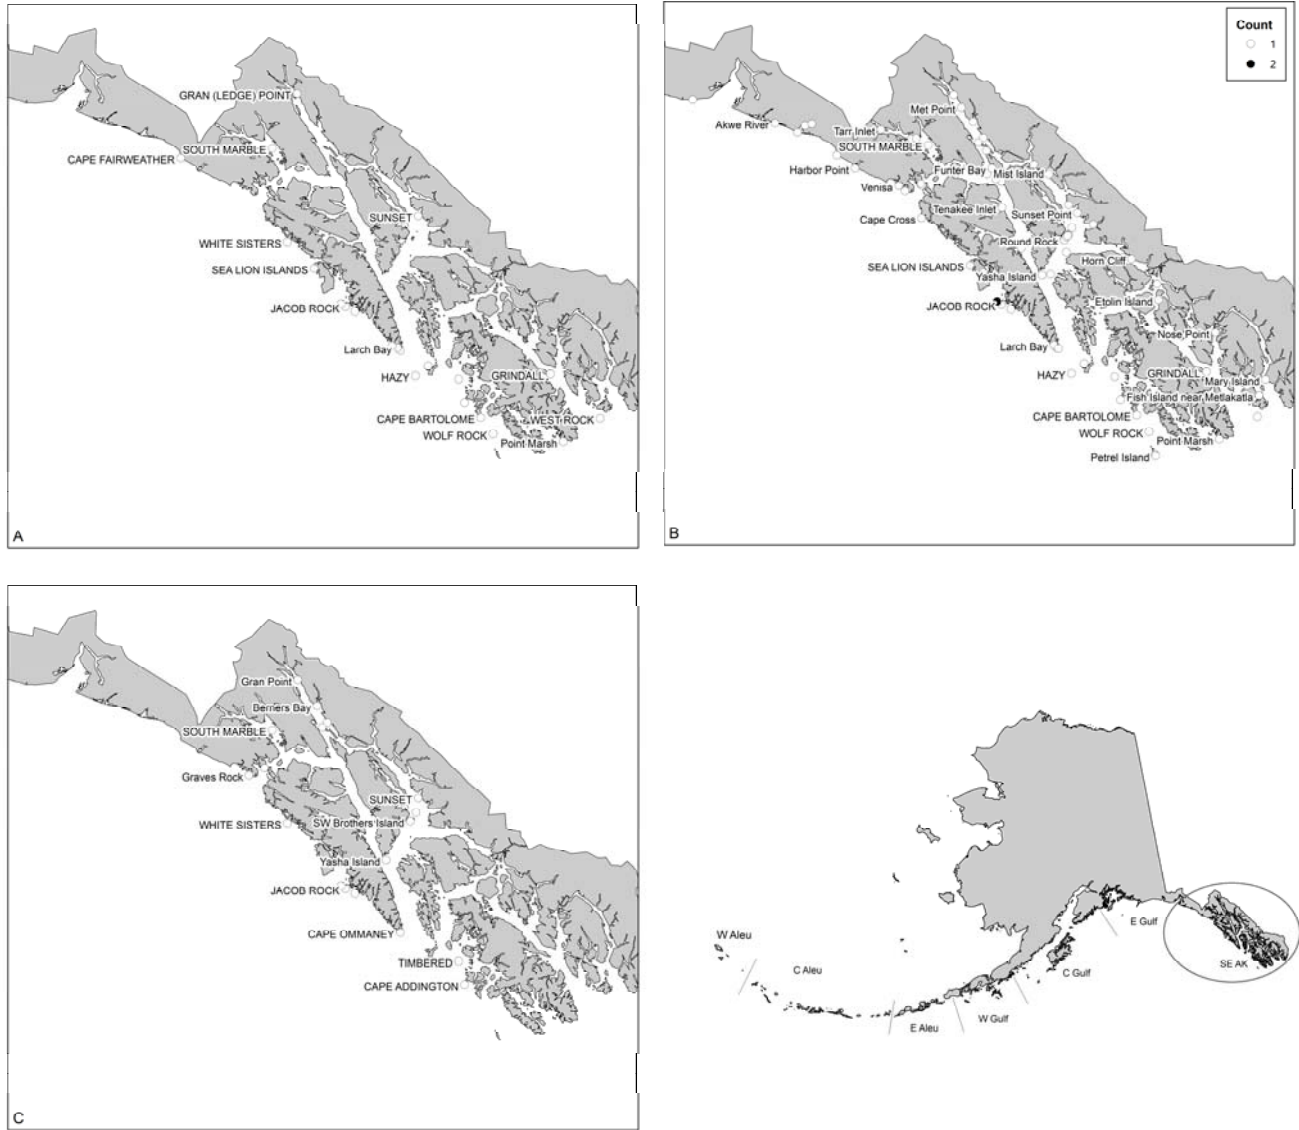 GRAN (LEDGE) POINT
SOUTH MARBLE
CAPE FAIRWEATHER
SUNSET
WHITE SISTERS
SEA LION ISLANDS
JACOB ROCK
Larch Bay
HAZY
GRINDALL
CAPE BARTOLOME
WEST ROCK
WOLF ROCK
Point Marsh
A
Count
1
2
Met Point
Akwe River
Tarr Inlet
SOUTH MARBLE
Harbor Point
Funter Bay
Mist Island
Venisa
Tenakee Inlet
Sunset Point
Cape Cross
Round Rock
Horn Cliff
SEA LION ISLANDS
Yasha Island
Etolin Island
JACOB ROCK
Nose Point
Larch Bay
HAZY
GRINDALL
Mary Island
Fish Island near Metlakatla
CAPE BARTOLOME
WOLF ROCK
Point Marsh
Petrel Island
B
Gran Point
Berners Bay
SOUTH MARBLE
Graves Rock
SUNSET
WHITE SISTERS
SW Brothers Island
Yasha Island
JACOB ROCK
CAPE OMMANEY
TIMBERED
CAPE ADDINGTON
C
W Aleu
C Aleu
E Aleu
W Gulf
C Gulf
E Gulf
SE AK